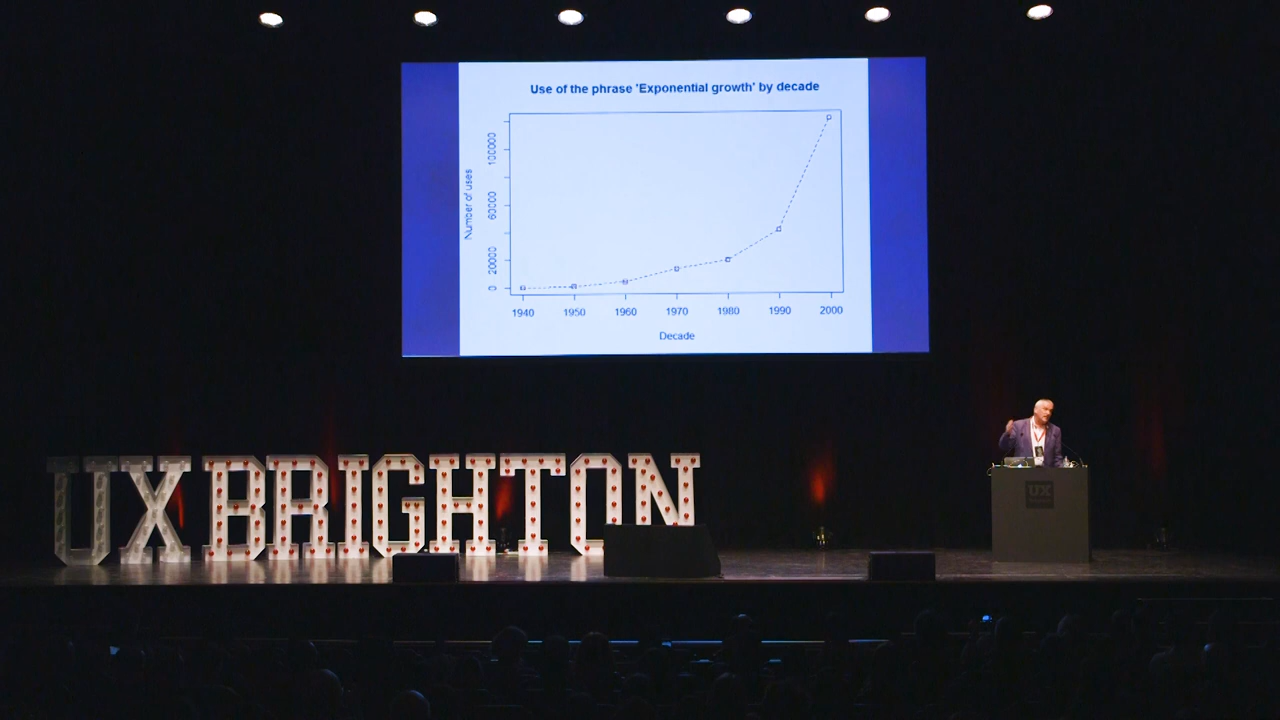 Use of the phrase 'Exponential growth' by decade
Number of uses
100000
60000
20000
0
1940 1950 1960 1970 1980 1990 2000
Decade
UX BRIGHTON
UX